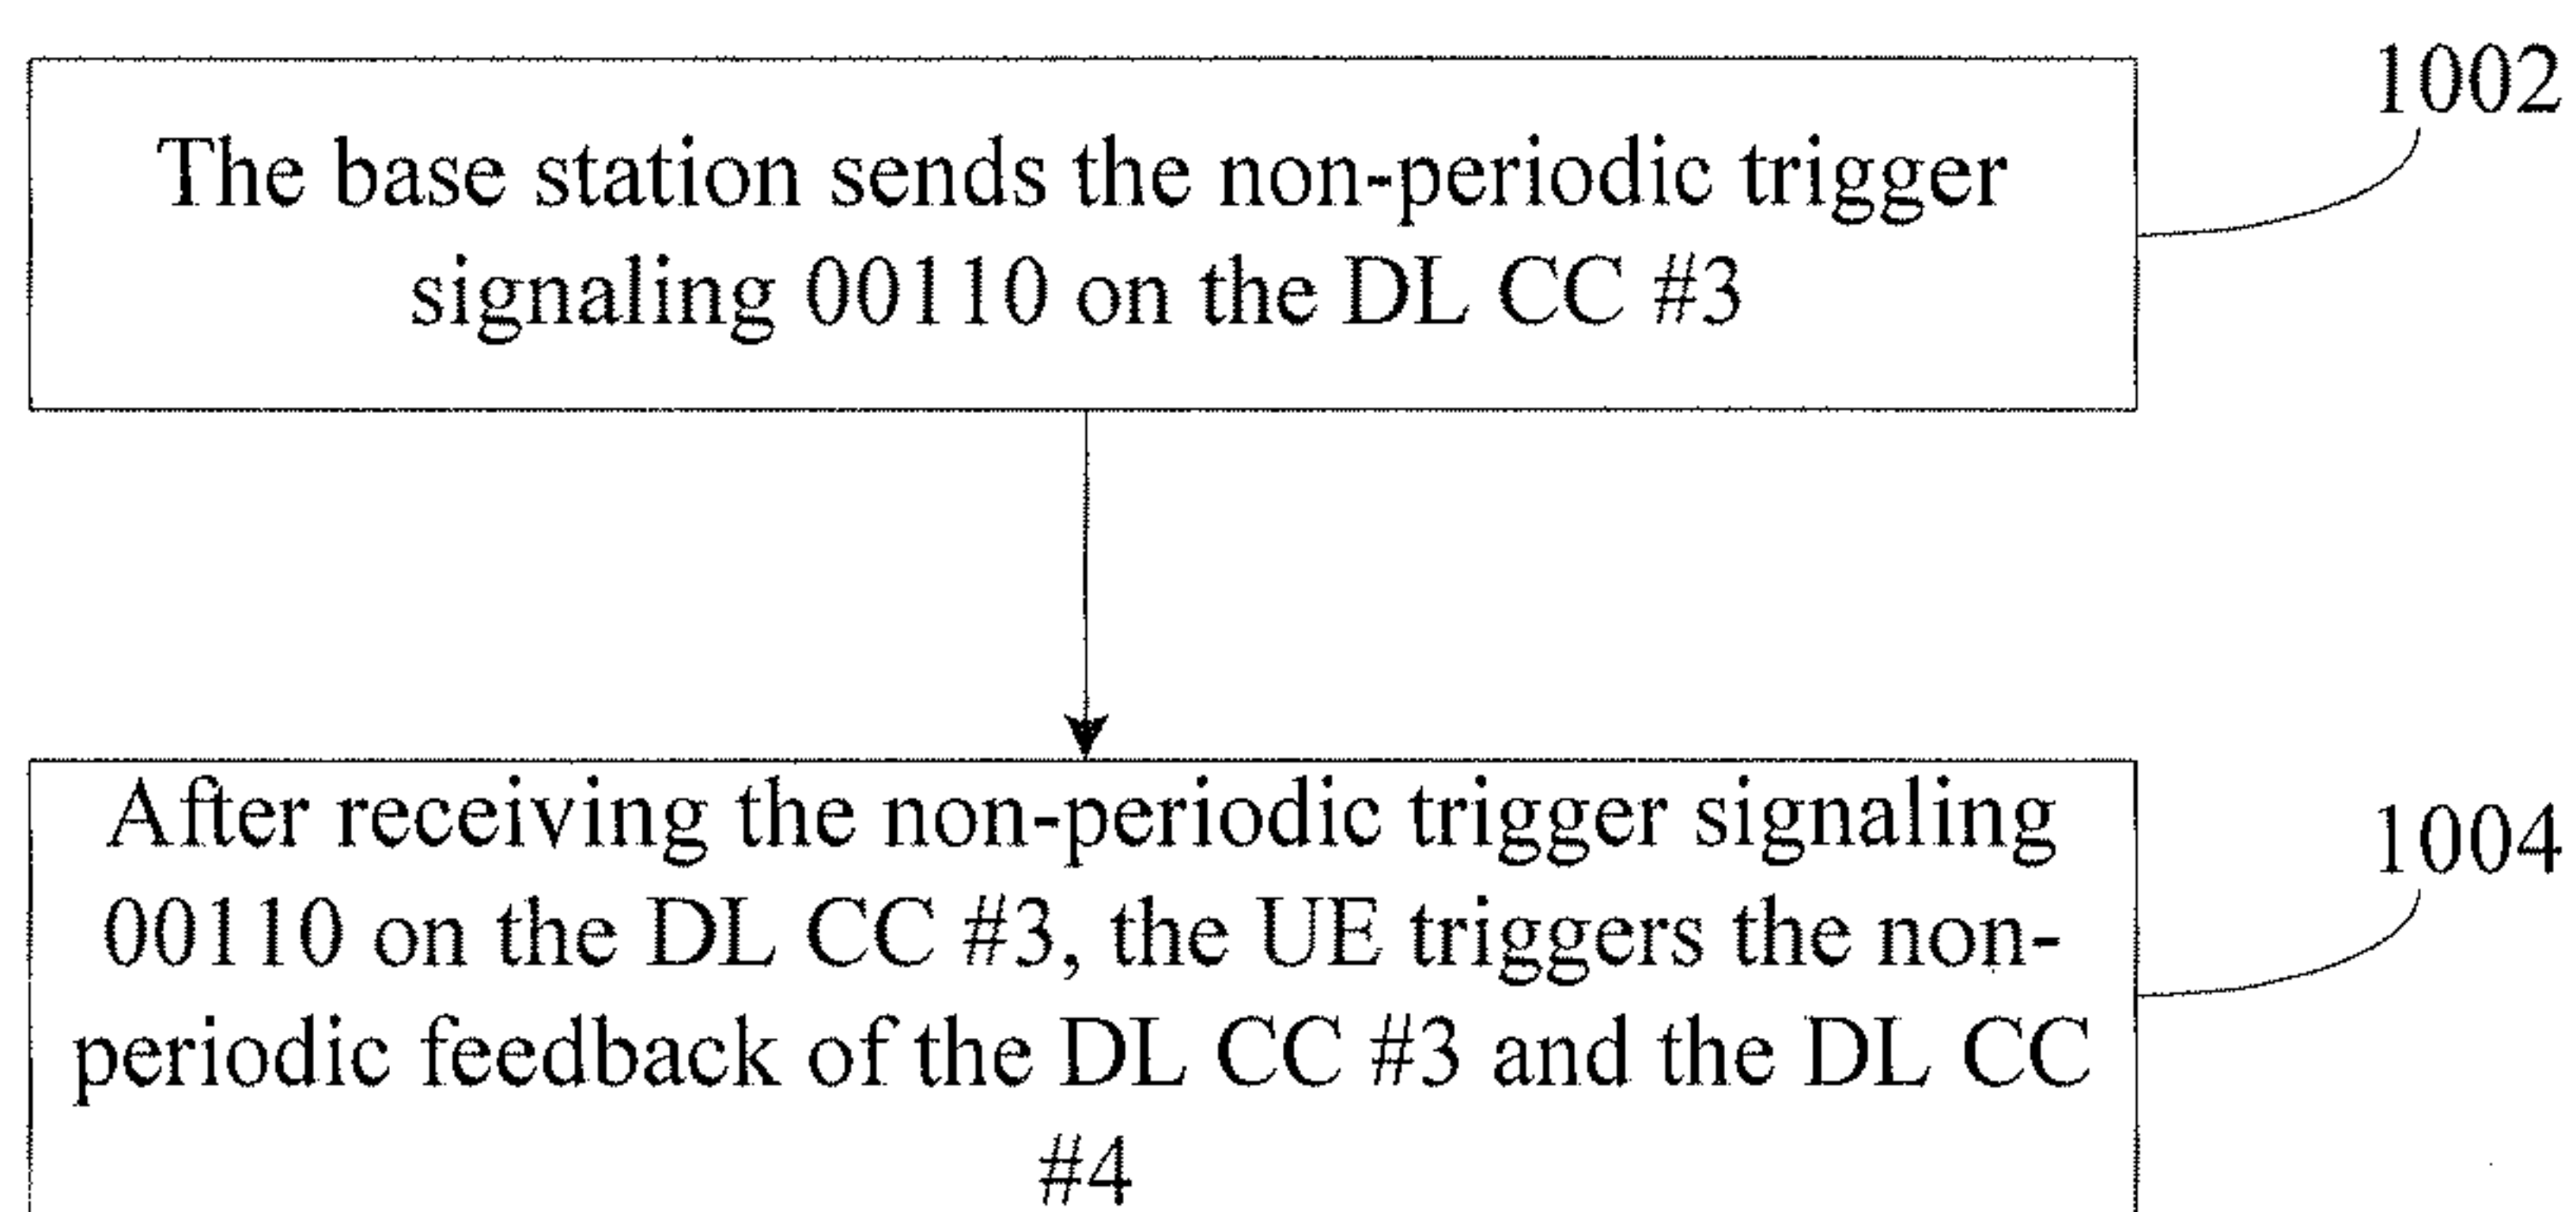 1002
The base station sends the non-periodic trigger
signaling 00110 on the DL CC #3
1004
After receiving the non-periodic trigger signaling
00110 on the DL CC #3, the UE triggers the non-
periodic feedback of the DL CC #3 and the DL CC
#4